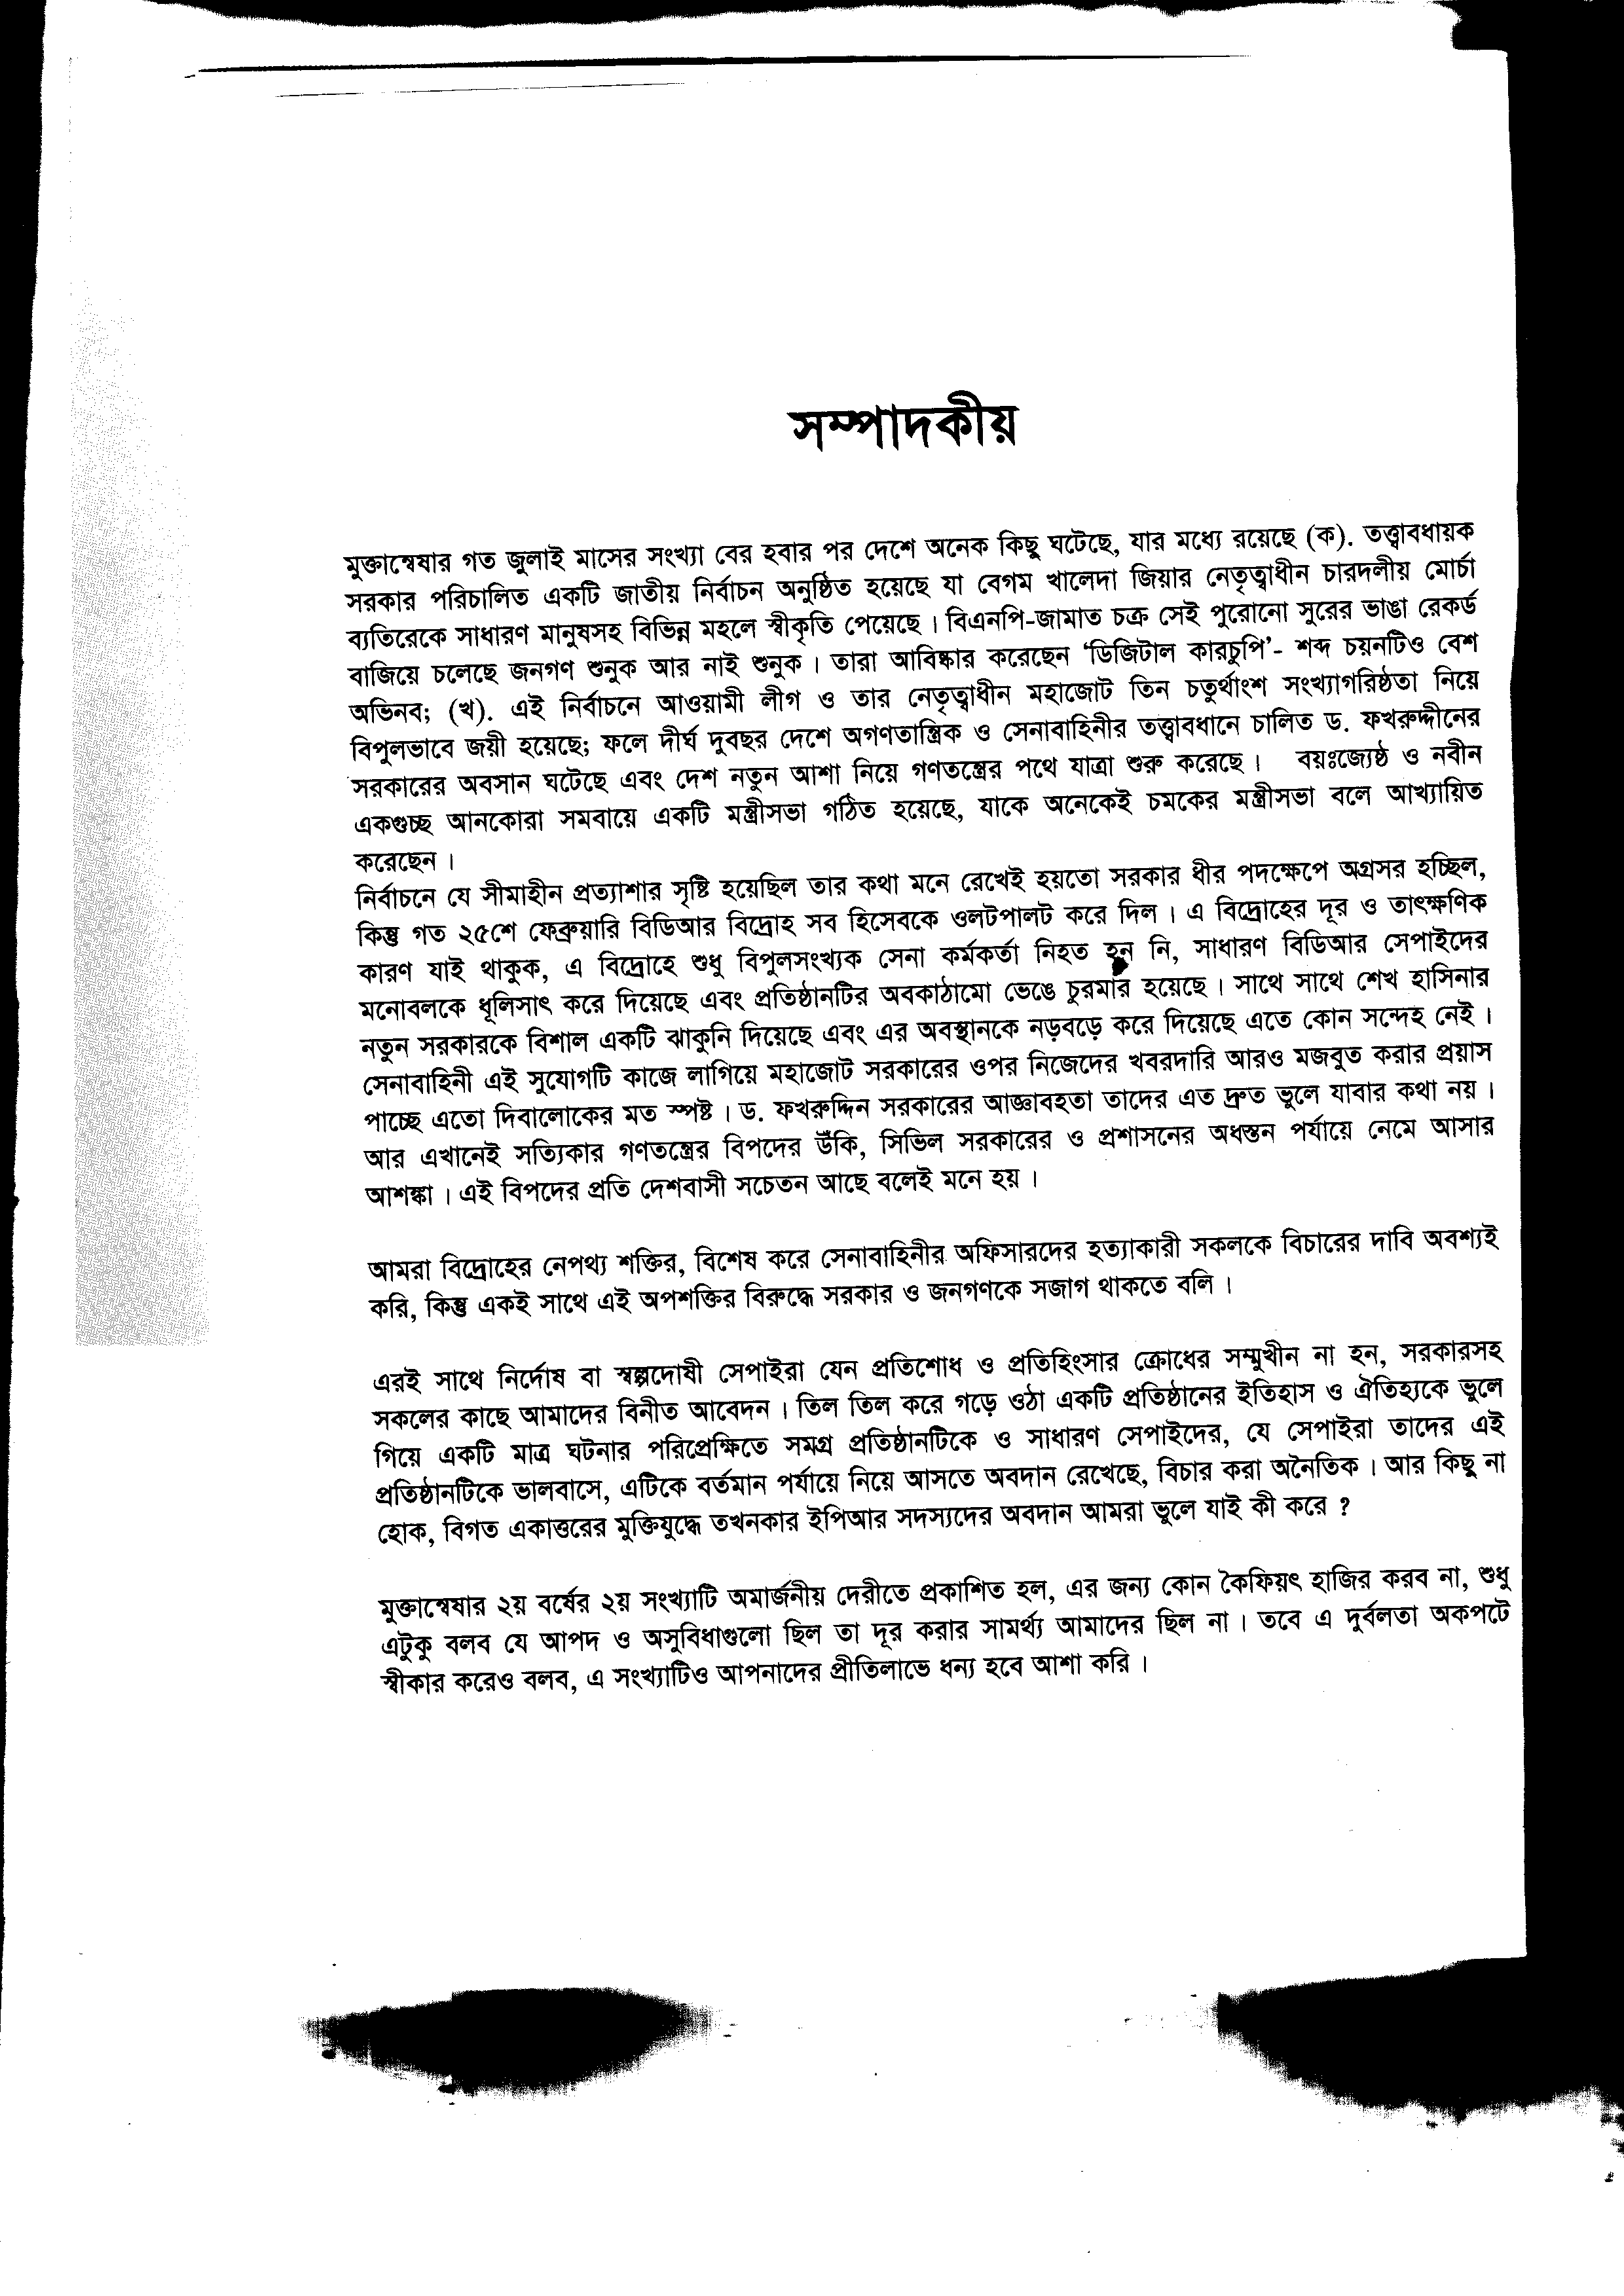 সম্পাদকীয়
মুক্তান্বেষার গত জুলাই মাসের সংখ্যা বের হবার পর দেশে অনেক কিছু ঘটেছে, যার মধ্যে রয়েছে (ক). তত্ত্বাবধায়ক
সরকার পরিচালিত একটি জাতীয় নির্বাচন অনুষ্ঠিত হয়েছে যা বেগম খালেদা জিয়ার নেতৃত্বাধীন চারদলীয় মোর্চা
ব্যতিরেকে সাধারণ মানুষসহ বিভিন্ন মহলে স্বীকৃতি পেয়েছে। বিএনপি-জামাত চক্র সেই পুরোনো সুরের ভাঙা রেকর্ড
বাজিয়ে চলেছে জনগণ শুনুক আর নাই শুনুক। তারা আবিষ্কার করেছেন ‘ডিজিটাল কারচুপি’- শব্দ চয়নটিও বেশ
অভিনব; (খ). এই নির্বাচনে আওয়ামী লীগ ও তার নেতৃত্বাধীন মহাজোট তিন চতুর্থাংশ সংখ্যাগরিষ্ঠতা নিয়ে
বিপুলভাবে জয়ী হয়েছে; ফলে দীর্ঘ দুবছর দেশে অগণতান্ত্রিক ও সেনাবাহিনীর তত্ত্বাবধানে চালিত ড. ফখরুদ্দীনের
সরকারের অবসান ঘটেছে এবং দেশ নতুন আশা নিয়ে গণতন্ত্রের পথে যাত্রা শুরু করেছে। বয়ঃজ্যেষ্ঠ ও নবীন
একগুচ্ছ আনকোরা সমবায়ে একটি মন্ত্রীসভা গঠিত হয়েছে, যাকে অনেকেই চমকের মন্ত্রীসভা বলে আখ্যায়িত
করেছেন।
নির্বাচনে যে সীমাহীন প্রত্যাশার সৃষ্টি হয়েছিল তার কথা মনে রেখেই হয়তো সরকার ধীর পদক্ষেপে অগ্রসর হচ্ছিল,
কিন্তু গত ২৫শে ফেব্রুয়ারি বিডিআর বিদ্রোহ সব হিসেবকে ওলটপালট করে দিল। এ বিদ্রোহের দূর ও তাৎক্ষণিক
কারণ যাই থাকুক, এ বিদ্রোহে শুধু বিপুলসংখ্যক সেনা কর্মকর্তা নিহত হন নি, সাধারণ বিডিআর সেপাইদের
মনোবলকে ধূলিসাৎ করে দিয়েছে এবং প্রতিষ্ঠানটির অবকাঠামো ভেঙে চুরমার হয়েছে। সাথে সাথে শেখ হাসিনার
নতুন সরকারকে বিশাল একটি ঝাকুনি দিয়েছে এবং এর অবস্থানকে নড়বড়ে করে দিয়েছে এতে কোন সন্দেহ নেই।
সেনাবাহিনী এই সুযোগটি কাজে লাগিয়ে মহাজোট সরকারের ওপর নিজেদের খবরদারি আরও মজবুত করার প্রয়াস
পাচ্ছে এতো দিবালোকের মত স্পষ্ট। ড. ফখরুদ্দিন সরকারের আজ্ঞাবহতা তাদের এত দ্রুত ভুলে যাবার কথা নয়।
আর এখানেই সত্যিকার গণতন্ত্রের বিপদের উঁকি, সিভিল সরকারের ও প্রশাসনের অধস্তন পর্যায়ে নেমে আসার
আশঙ্কা। এই বিপদের প্রতি দেশবাসী সচেতন আছে বলেই মনে হয়।
আমরা বিদ্রোহের নেপথ্য শক্তির, বিশেষ করে সেনাবাহিনীর অফিসারদের হত্যাকারী সকলকে বিচারের দাবি অবশ্যই
করি, কিন্তু একই সাথে এই অপশক্তির বিরুদ্ধে সরকার ও জনগণকে সজাগ থাকতে বলি।
এরই সাথে নির্দোষ বা স্বল্পদোষী সেপাইরা যেন প্রতিশোধ ও প্রতিহিংসার ক্রোধের সম্মুখীন না হন, সরকারসহ
সকলের কাছে আমাদের বিনীত আবেদন। তিল তিল করে গড়ে ওঠা একটি প্রতিষ্ঠানের ইতিহাস ও ঐতিহ্যকে ভুলে
গিয়ে একটি মাত্র ঘটনার পরিপ্রেক্ষিতে সমগ্র প্রতিষ্ঠানটিকে ও সাধারণ সেপাইদের, যে সেপাইরা তাদের এই
প্রতিষ্ঠানটিকে ভালবাসে, এটিকে বর্তমান পর্যায়ে নিয়ে আসতে অবদান রেখেছে, বিচার করা অনৈতিক। আর কিছু না
হোক, বিগত একাত্তরের মুক্তিযুদ্ধে তখনকার ইপিআর সদস্যদের অবদান আমরা ভুলে যাই কী করে ?
মুক্তান্বেষার ২য় বর্ষের ২য় সংখ্যাটি অমার্জনীয় দেরীতে প্রকাশিত হল, এর জন্য কোন কৈফিয়ৎ হাজির করব না, শুধু
এটুকু বলব যে আপদ ও অসুবিধাগুলো ছিল তা দূর করার সামর্থ্য আমাদের ছিল না। তবে এ দুর্বলতা অকপটে
স্বীকার করেও বলব, এ সংখ্যাটিও আপনাদের প্রীতিলাভে ধন্য হবে আশা করি।